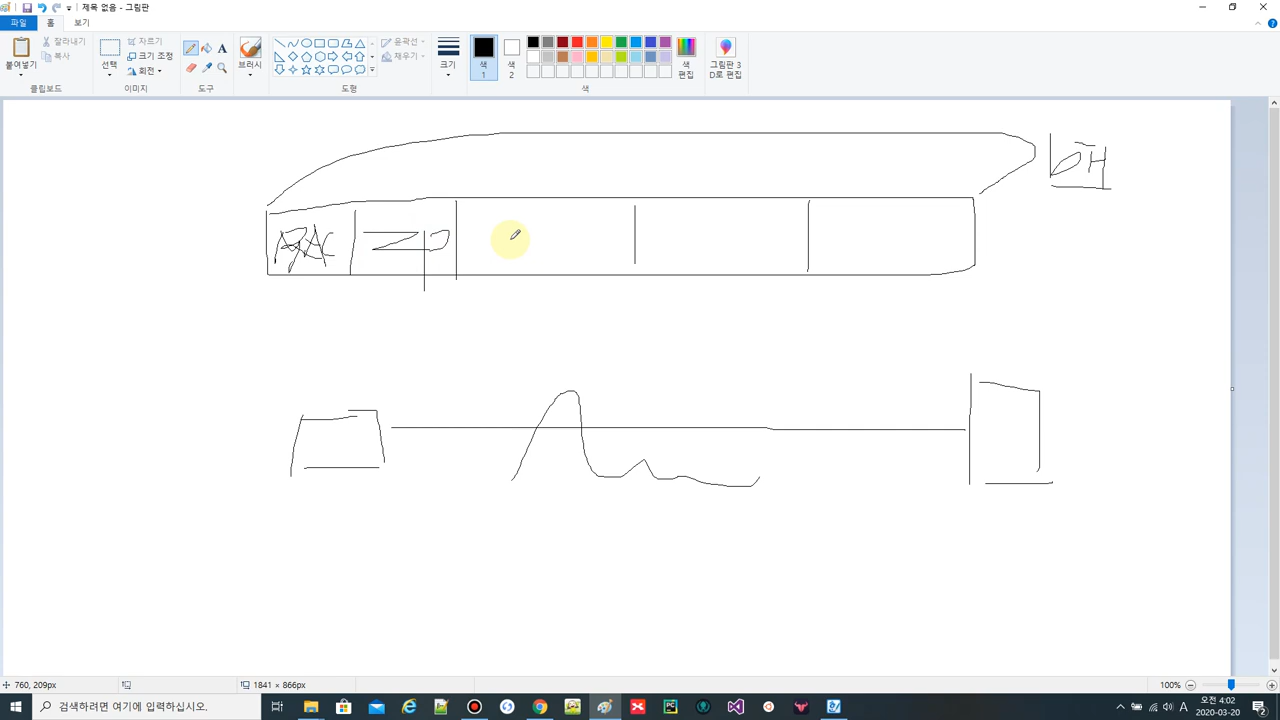 제목 없음 - 그림판
파일 홈 보기
붙여넣기 잘라내기 복사 클립보드
선택 자르기 크기 조정 회전 이미지
A 도구
브러시
윤곽선 채우기 도형
크기
색 1 색 2 색 편집 색
그림판 3D로 편집
760, 209px 1841 × 866px 100%
검색하려면 여기에 입력하십시오.
A 오전 4:02
2020-03-20